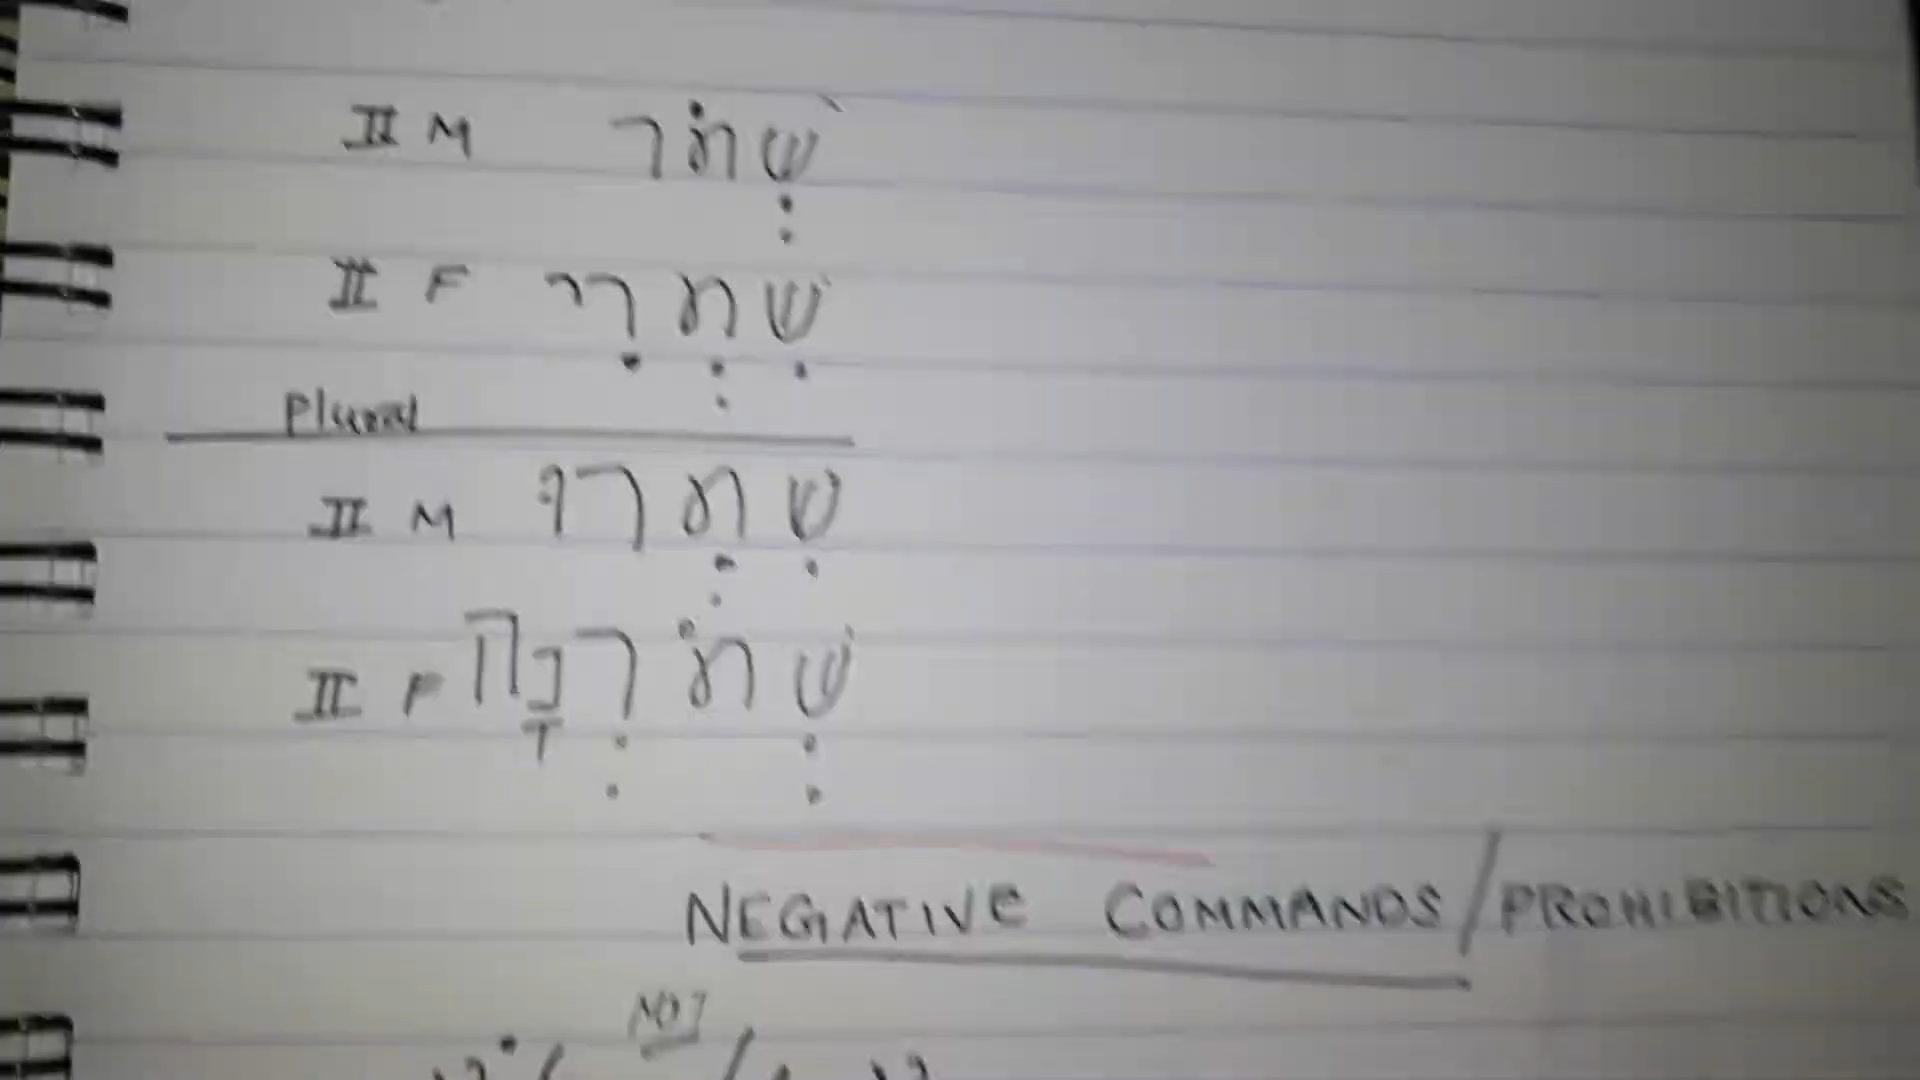 II M שְׁמֹר
II F שִׁמְרִי
Plural
II M שִׁמְרוּ
II F שְׁמֹרְנָה
NEGATIVE COMMANDS/PROHIBITIONS
NOT